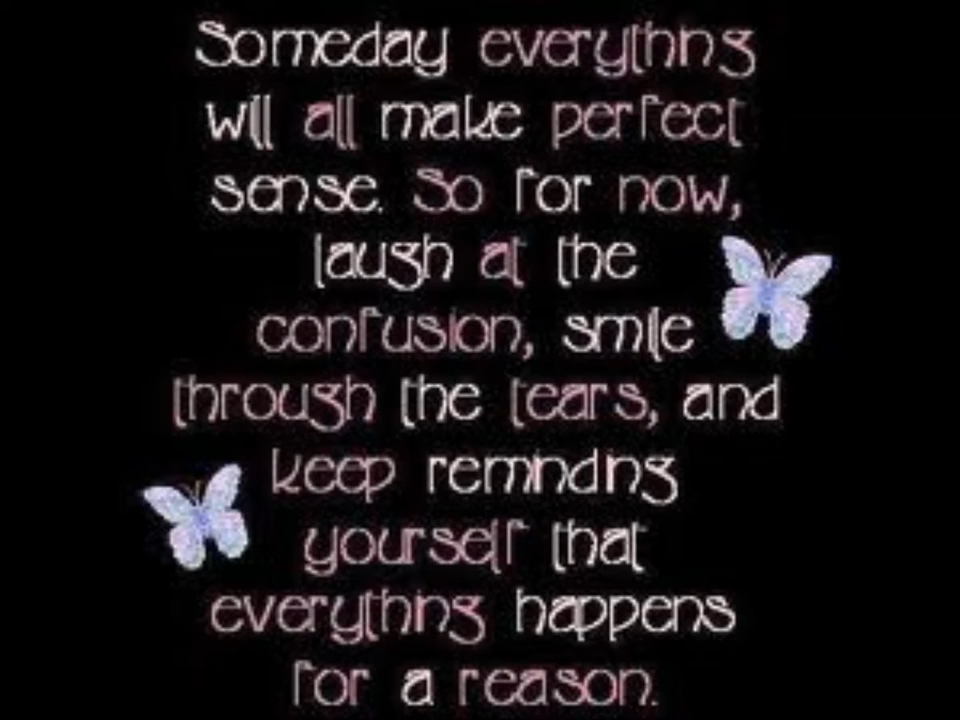 Someday everything
will all make perfect
sense. So for now,
laugh at the
confusion, smile
through the tears, and
keep reminding
yourself that
everything happens
for a reason.